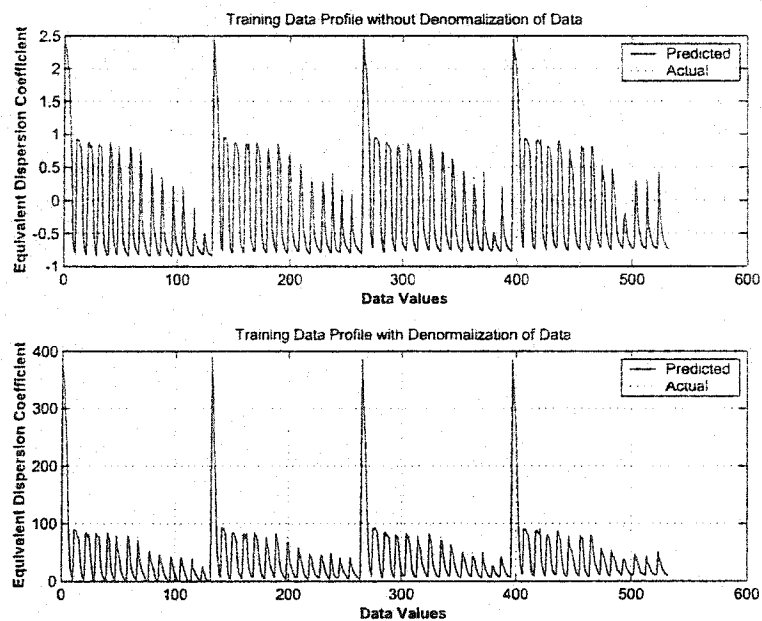 Training Data Profile without Denormalization of Data
Equivalent Dispersion Coefficient
2.5
2
1.5
1
0.5
0
-0.5
-1
Predicted
Actual
0 100 200 300 400 500 600
Data Values
Training Data Profile with Denormalization of Data
Equivalent Dispersion Coefficient
400
300
200
100
0
Predicted
Actual
0 100 200 300 400 500 600
Data Values